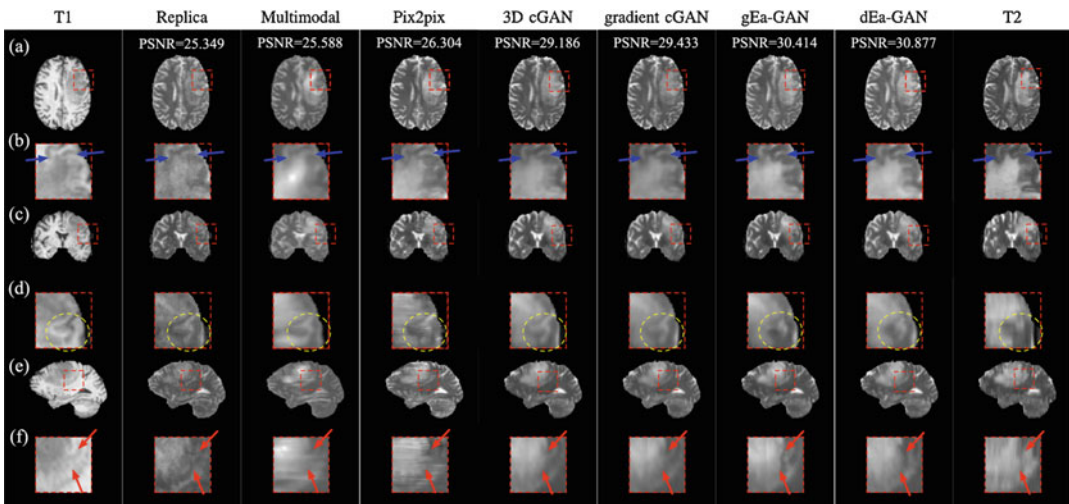 T1 Replica Multimodal Pix2pix 3D cGAN gradient cGAN gEa-GAN dEa-GAN T2
(a) PSNR=25.349 PSNR=25.588 PSNR=26.304 PSNR=29.186 PSNR=29.433 PSNR=30.414 PSNR=30.877
(b)
(c)
(d)
(e)
(f)